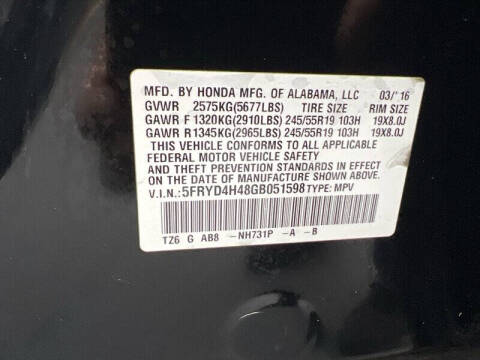 MFD. BY HONDA MFG. OF ALABAMA, LLC 03/'16
GVWR 2575KG(5677LBS) TIRE SIZE RIM SIZE
GAWR F 1320KG(2910LBS) 245/55R19 103H 19X8.0J
GAWR R1345KG(2965LBS) 245/55R19 103H 19X8.0J
THIS VEHICLE CONFORMS TO ALL APPLICABLE
FEDERAL MOTOR VEHICLE SAFETY
AND THEFT PREVENTION STANDARDS IN EFFECT
ON THE DATE OF MANUFACTURE SHOWN ABOVE.
V.I.N.:5FRYD4H48GB051598 TYPE: MPV
TZ6 G AB8 -NH731P -A -B